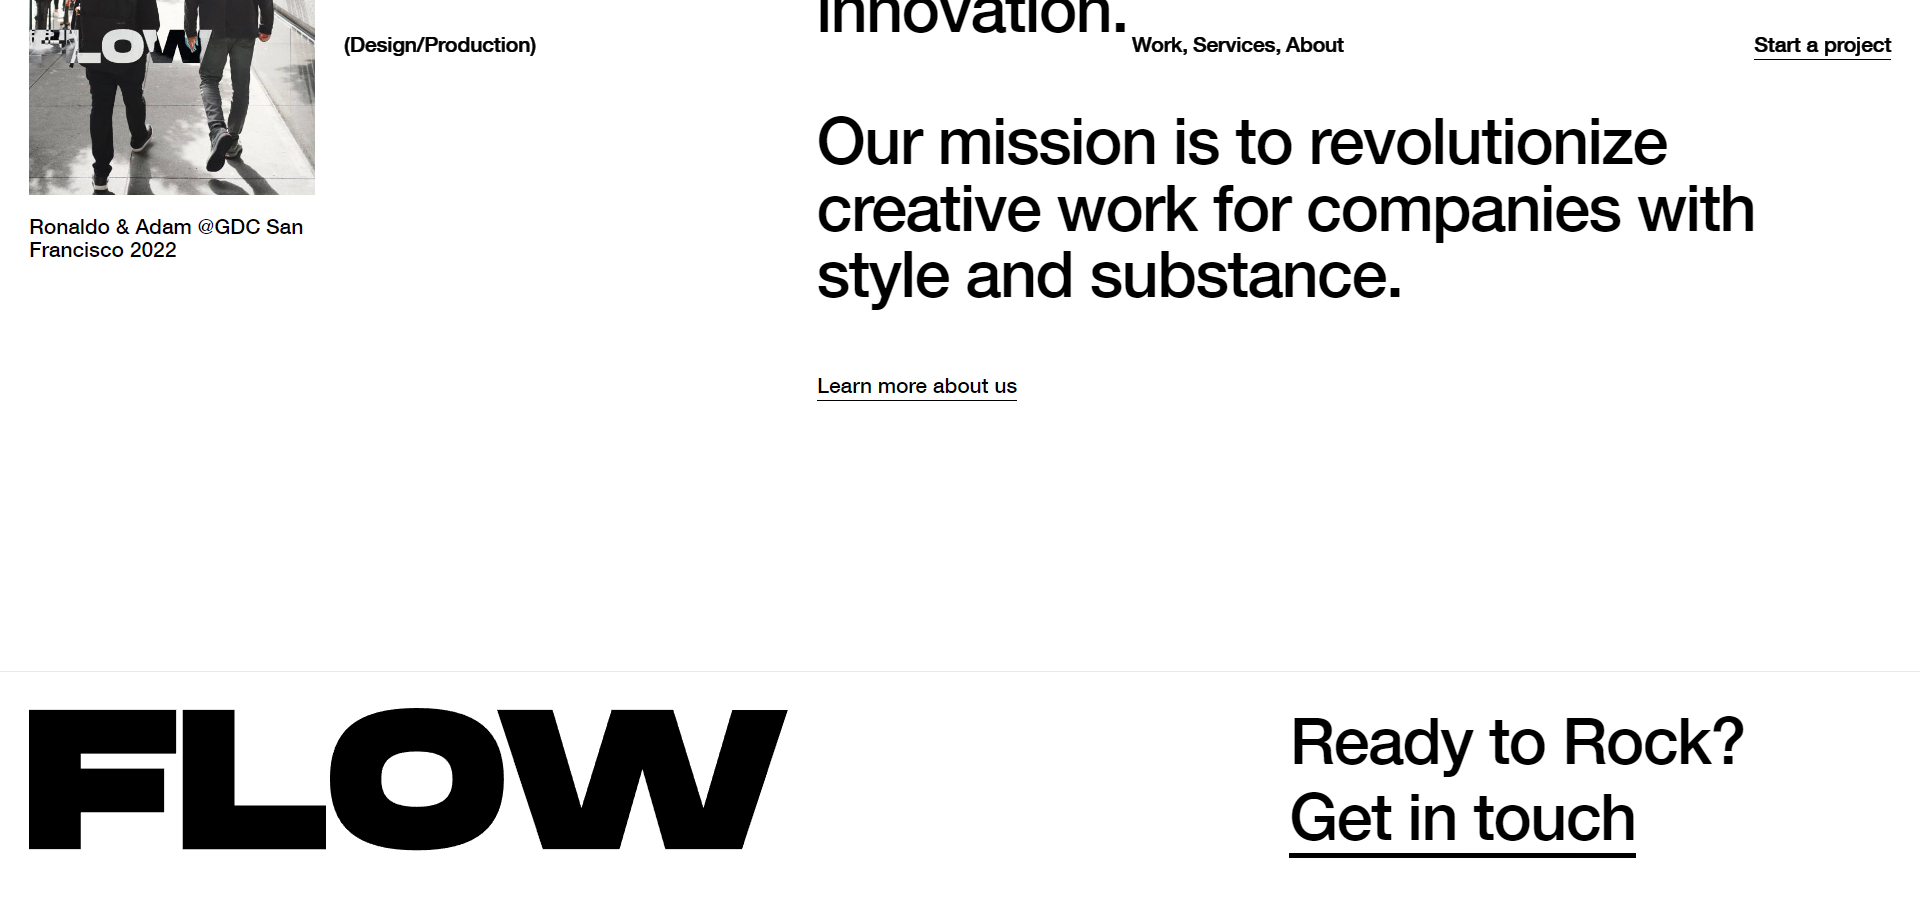 innovation.
FLOW
(Design/Production)
Work, Services, About
Start a project
Our mission is to revolutionize
creative work for companies with
style and substance.
Ronaldo & Adam @GDC San
Francisco 2022
Learn more about us
FLOW
Ready to Rock?
Get in touch